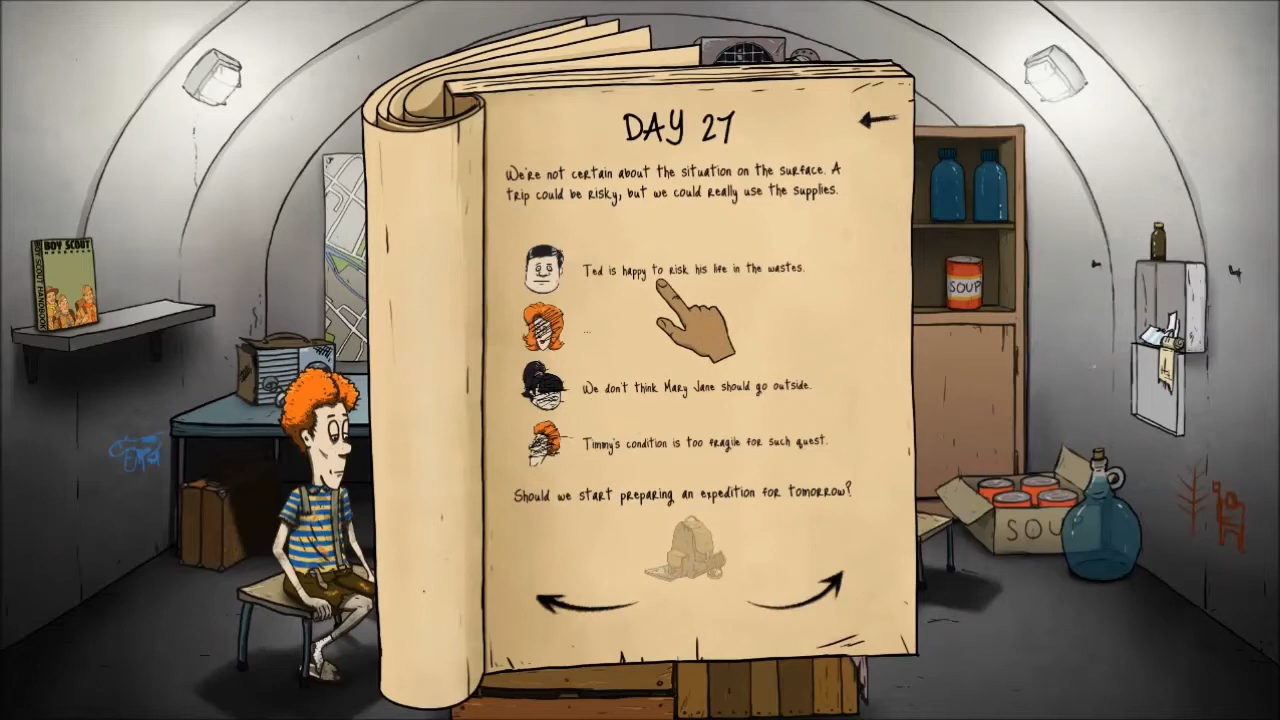 DAY 27
We're not certain about the situation on the surface. A
trip could be risky, but we could really use the supplies.
Ted is happy to risk his life in the wastes.
...
We don't think Mary Jane should go outside.
Timmy's condition is too fragile for such quest.
Should we start preparing an expedition for tomorrow?
BOY SCOUT
BOY SCOUT HANDBOOK
SOUP
SOU